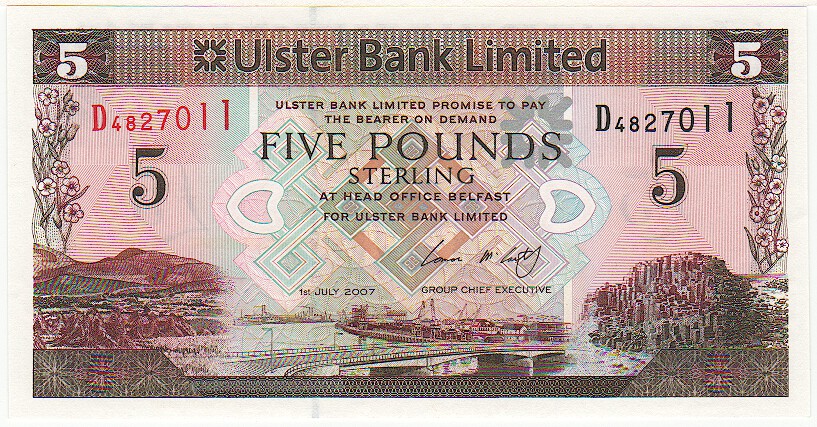 5 Ulster Bank Limited 5
ULSTER BANK LIMITED PROMISE TO PAY
D4827011 THE BEARER ON DEMAND D4827011
FIVE POUNDS
5 STERLING 5
AT HEAD OFFICE BELFAST
FOR ULSTER BANK LIMITED
1ST JULY 2007 GROUP CHIEF EXECUTIVE